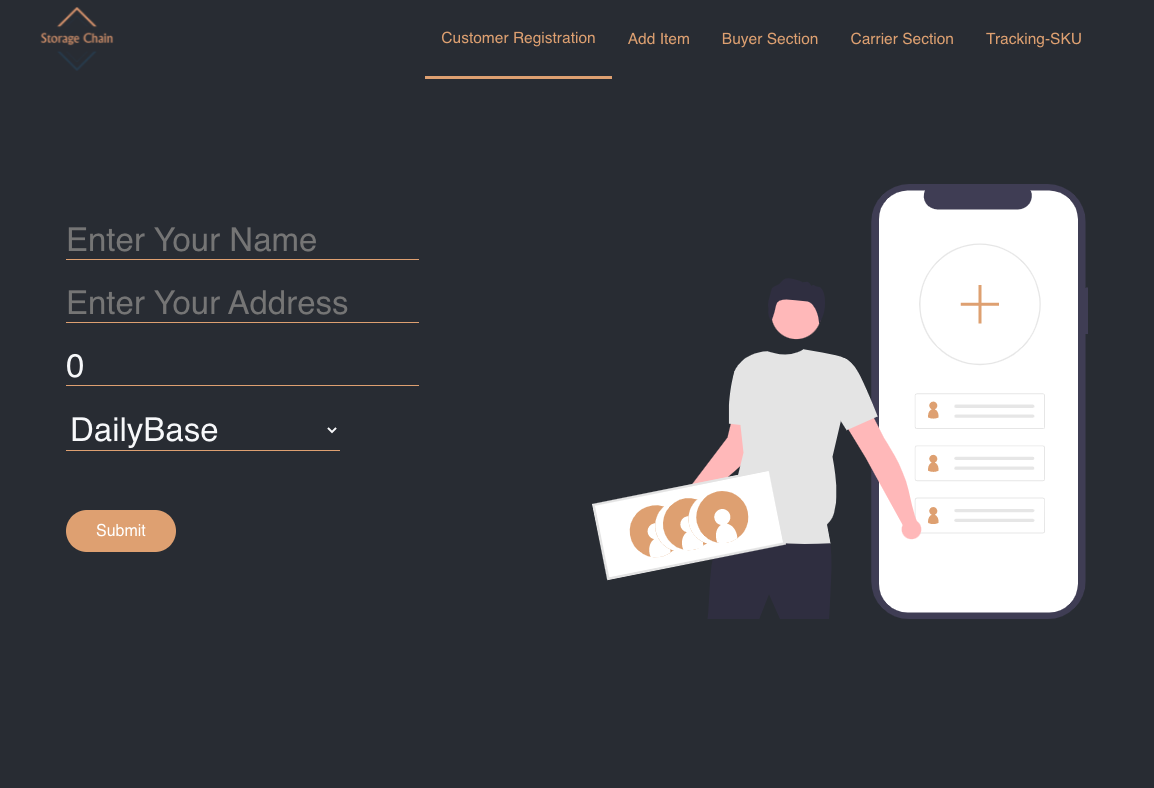 Storage Chain
Customer Registration
Add Item
Buyer Section
Carrier Section
Tracking-SKU
Enter Your Name
Enter Your Address
0
DailyBase
Submit